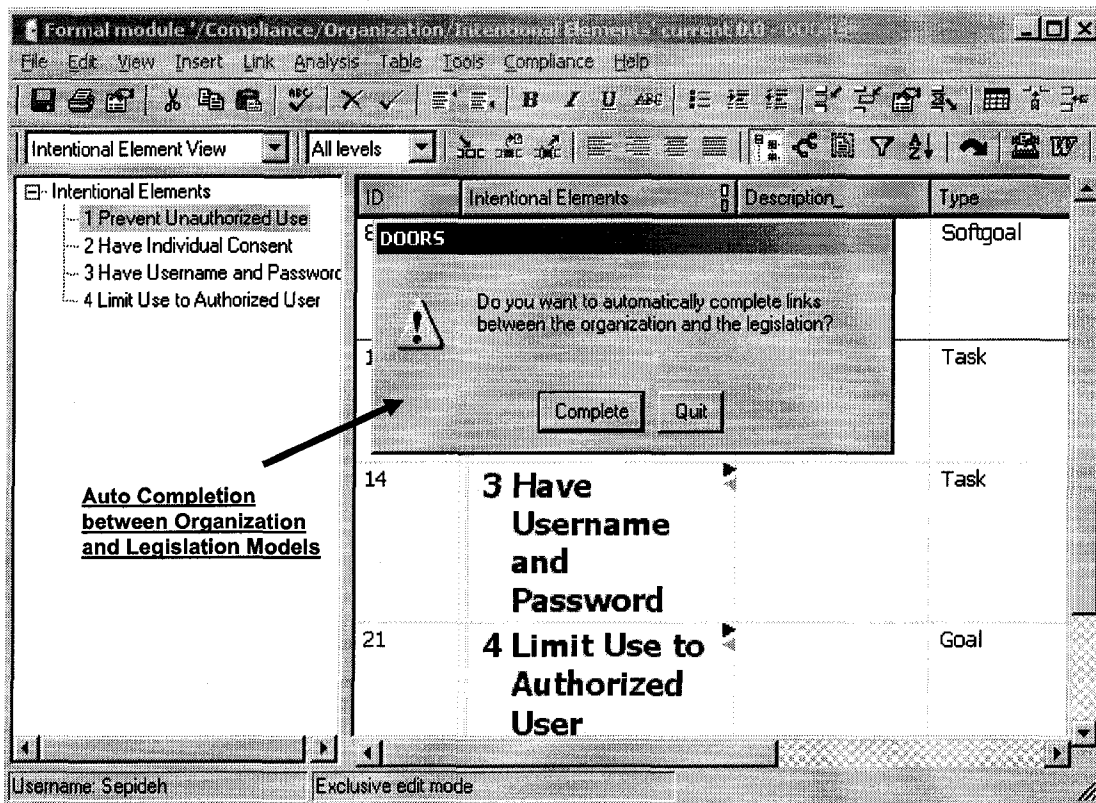 Formal module '/Compliance/Organization/Intentional Elements' current 0.0 - DOORS
File Edit View Insert Link Analysis Table Tools Compliance Help
Intentional Element View All levels
Intentional Elements
1 Prevent Unauthorized Use
2 Have Individual Consent
3 Have Username and Password
4 Limit Use to Authorized User
ID Intentional Elements Description_ Type
8 Softgoal
DOORS
Do you want to automatically complete links
between the organization and the legislation?
Complete Quit
1 Task
Auto Completion
between Organization
and Legislation Models
14 3 Have Task
Username
and
Password
21 4 Limit Use to Goal
Authorized
User
Username: Sepideh Exclusive edit mode